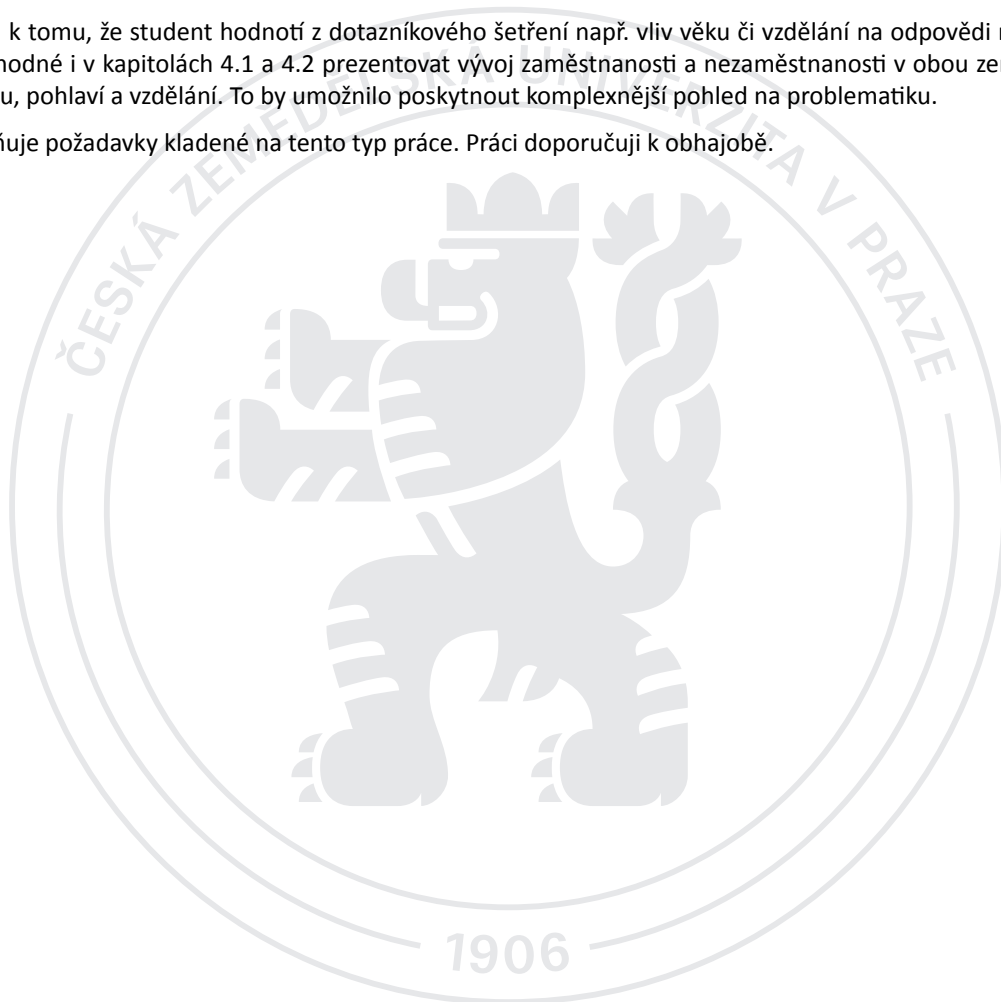 k tomu, že student hodnotí z dotazníkového šetření např. vliv věku či vzdělání na odpovědi
hodné i v kapitolách 4.1 a 4.2 prezentovat vývoj zaměstnanosti a nezaměstnanosti v obou
u, pohlaví a vzdělání. To by umožnilo poskytnout komplexnější pohled na problematiku.
uje požadavky kladené na tento typ práce. Práci doporučuji k obhajobě.
ČESKÁ ZEMĚDĚLSKÁ UNIVERZITA V PRAZE
1906